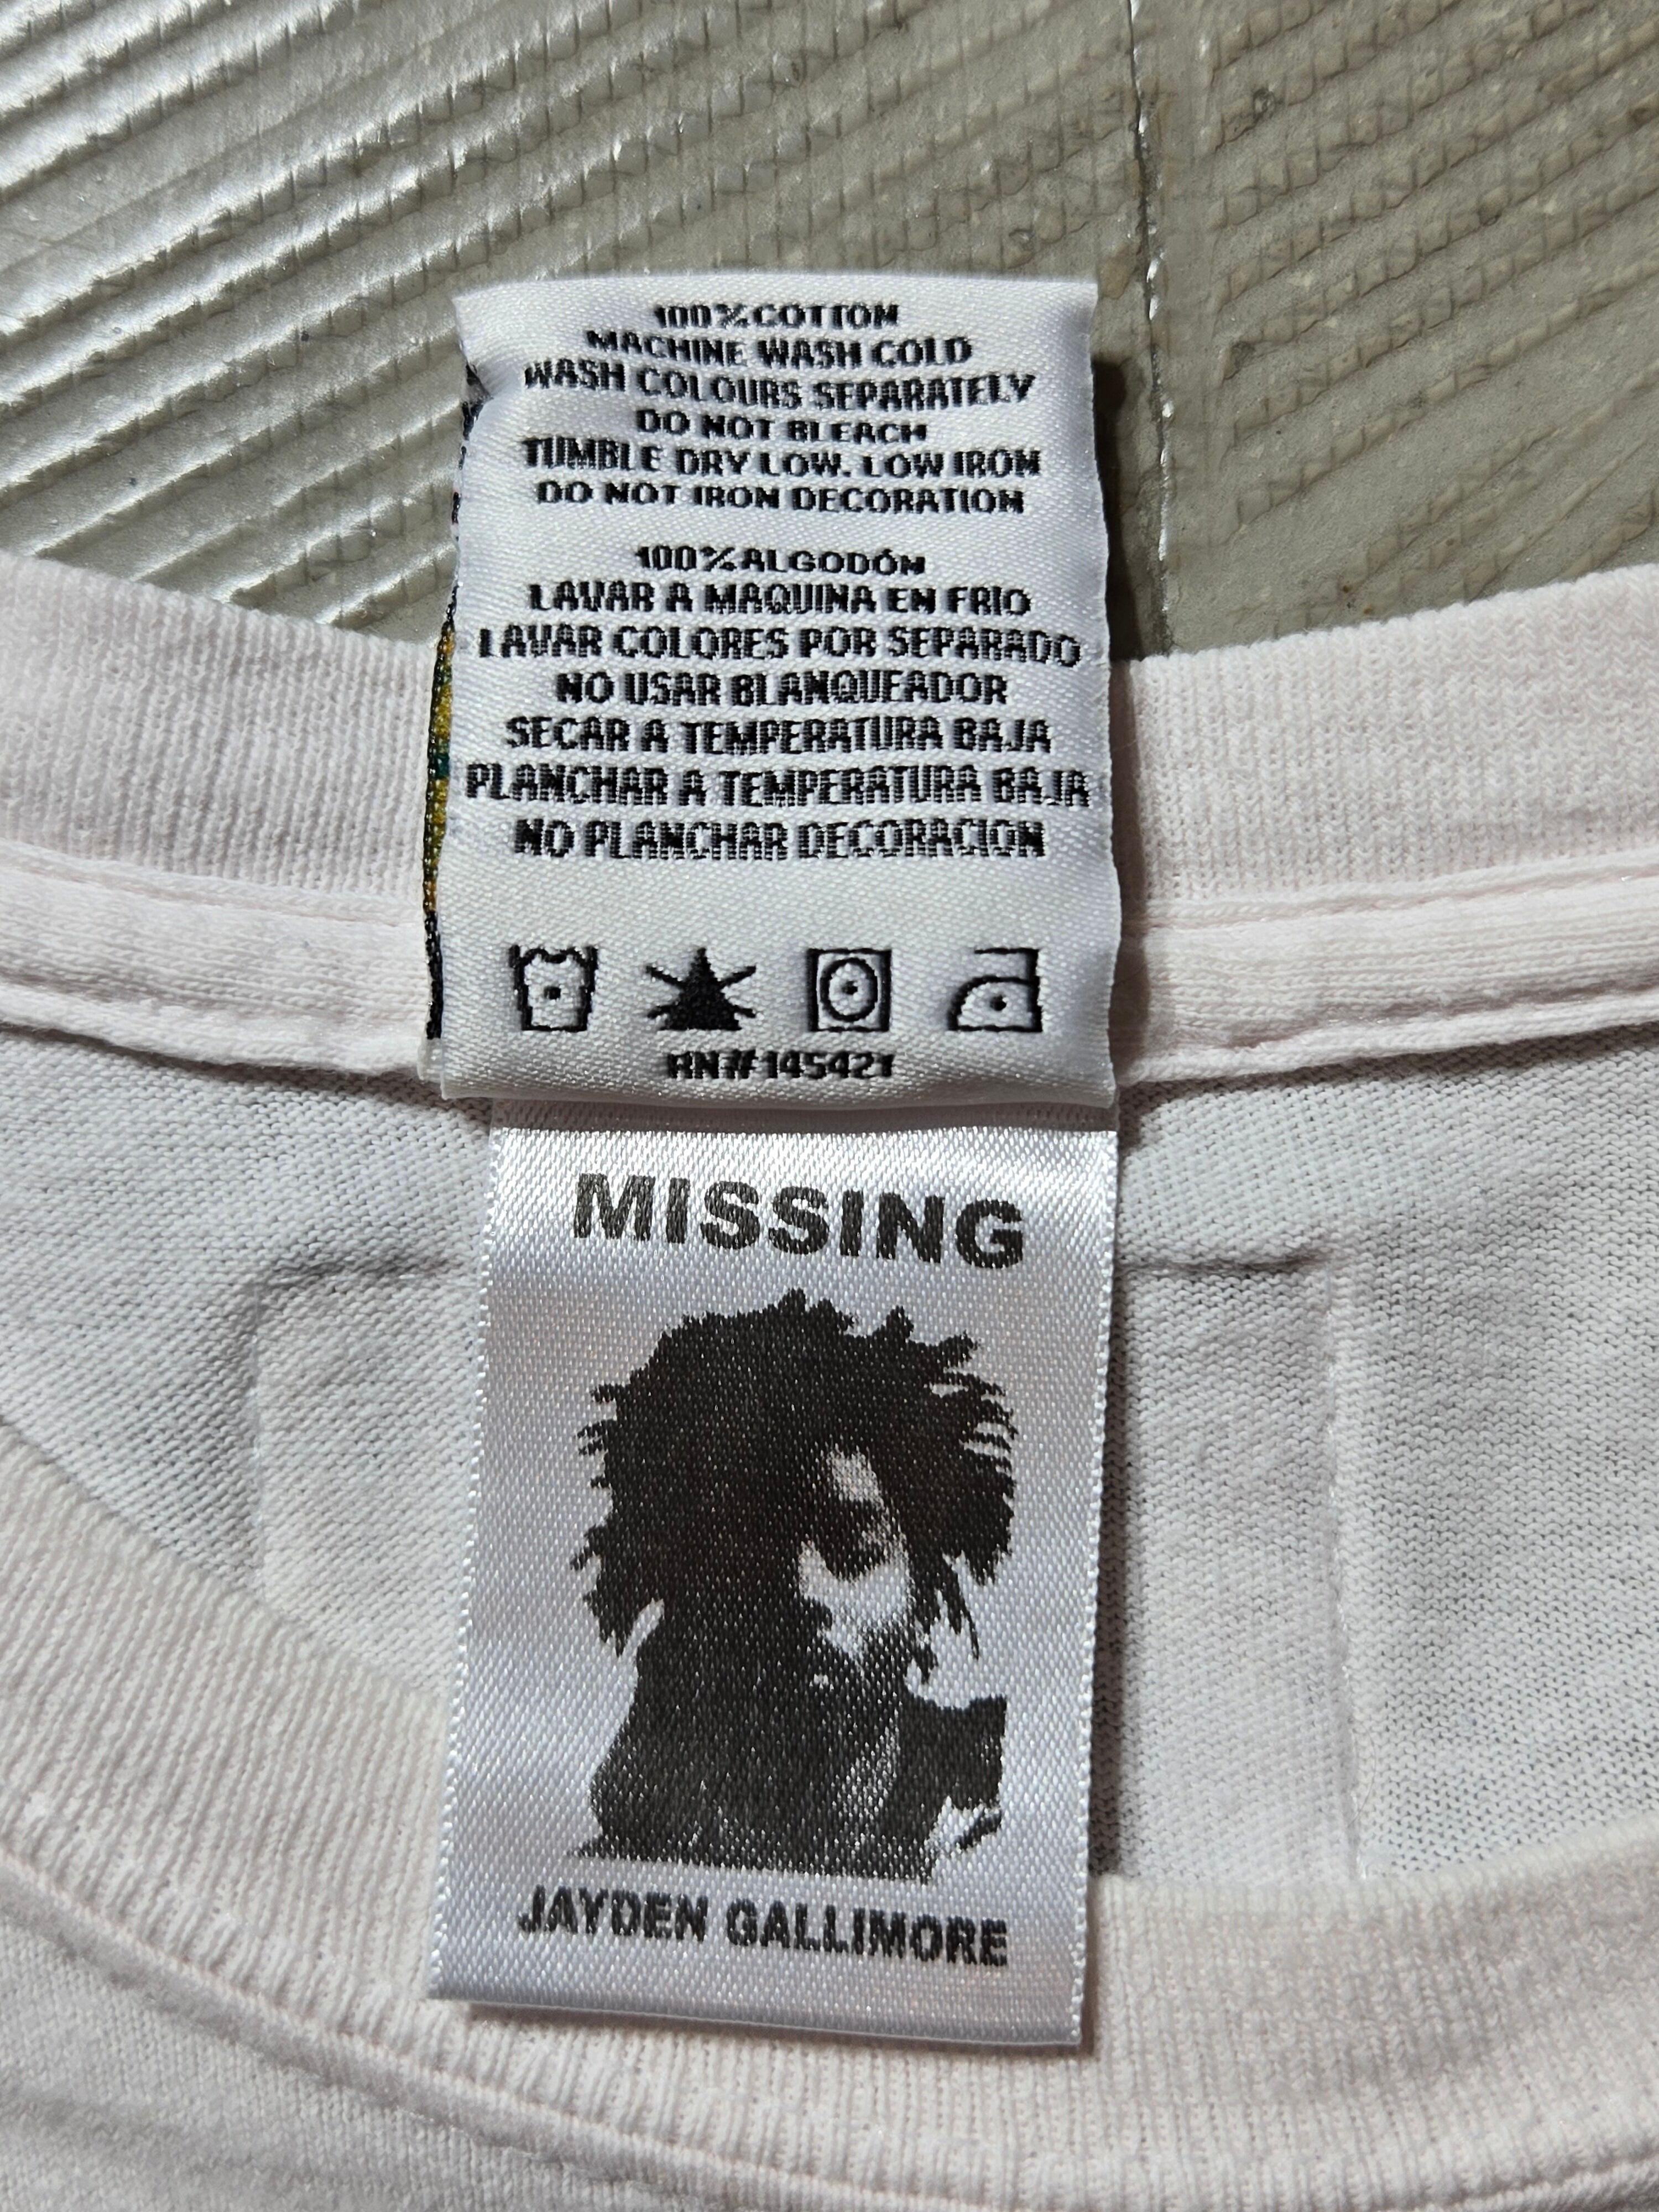 100%COTTON
MACHINE WASH COLD
WASH COLOURS SEPARATELY
DO NOT BLEACH
TUMBLE DRY LOW. LOW IRON
DO NOT IRON DECORATION
100%ALGODÓN
LAVAR A MAQUINA EN FRIO
LAVAR COLORES POR SEPARADO
NO USAR BLANQUEADOR
SECAR A TEMPERATURA BAJA
PLANCHAR A TEMPERATURA BAJA
NO PLANCHAR DECORACION
RN#145421
MISSING
JAYDEN GALLIMORE